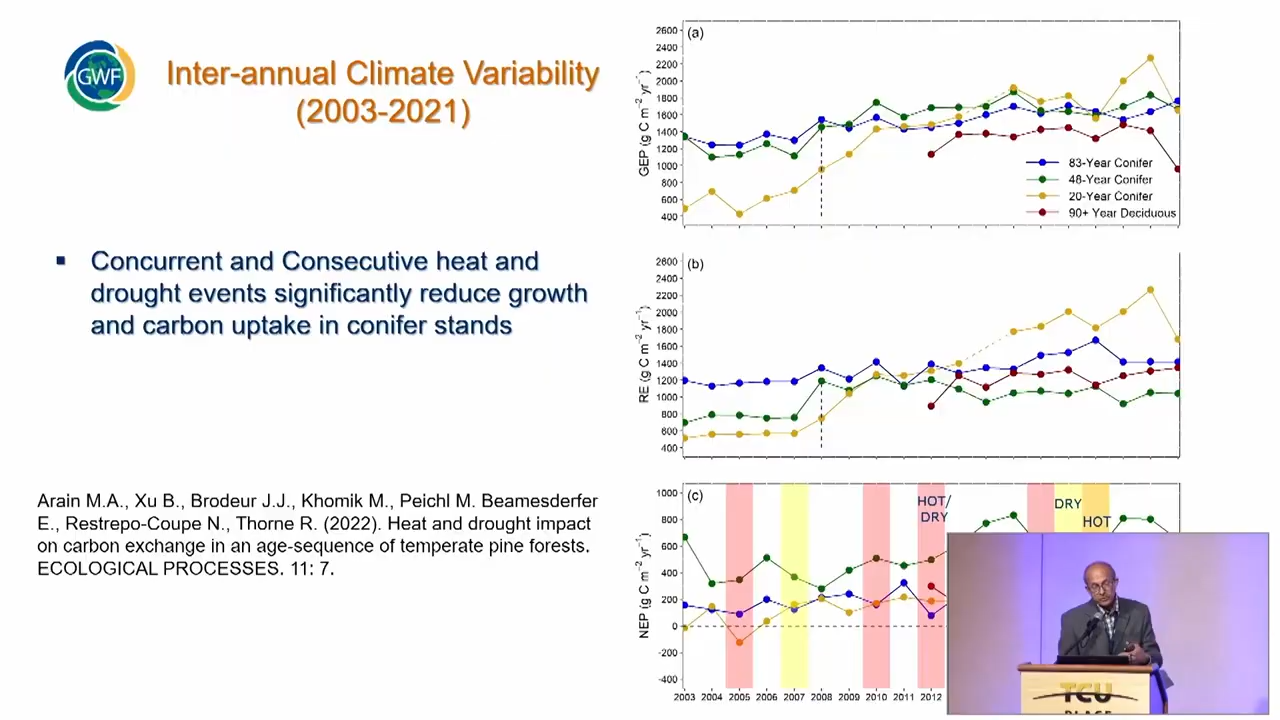 GWF
Inter-annual Climate Variability
(2003-2021)
▪ Concurrent and Consecutive heat and
drought events significantly reduce growth
and carbon uptake in conifer stands
Arain M.A., Xu B., Brodeur J.J., Khomik M., Peichl M. Beamesderfer
E., Restrepo-Coupe N., Thorne R. (2022). Heat and drought impact
on carbon exchange in an age-sequence of temperate pine forests.
ECOLOGICAL PROCESSES. 11: 7.
(a)
GEP (g C m⁻² yr⁻¹)
2600
2400
2200
2000
1800
1600
1400
1200
1000
800
600
400
83-Year Conifer
48-Year Conifer
20-Year Conifer
90+ Year Deciduous
(b)
RE (g C m⁻² yr⁻¹)
2600
2400
2200
2000
1800
1600
1400
1200
1000
800
600
400
(c)
NEP (g C m⁻² yr⁻¹)
1000
800
600
400
200
0
-200
-400
HOT/
DRY
DRY
HOT
2003 2004 2005 2006 2007 2008 2009 2010 2011 2012
TCU
PLACE